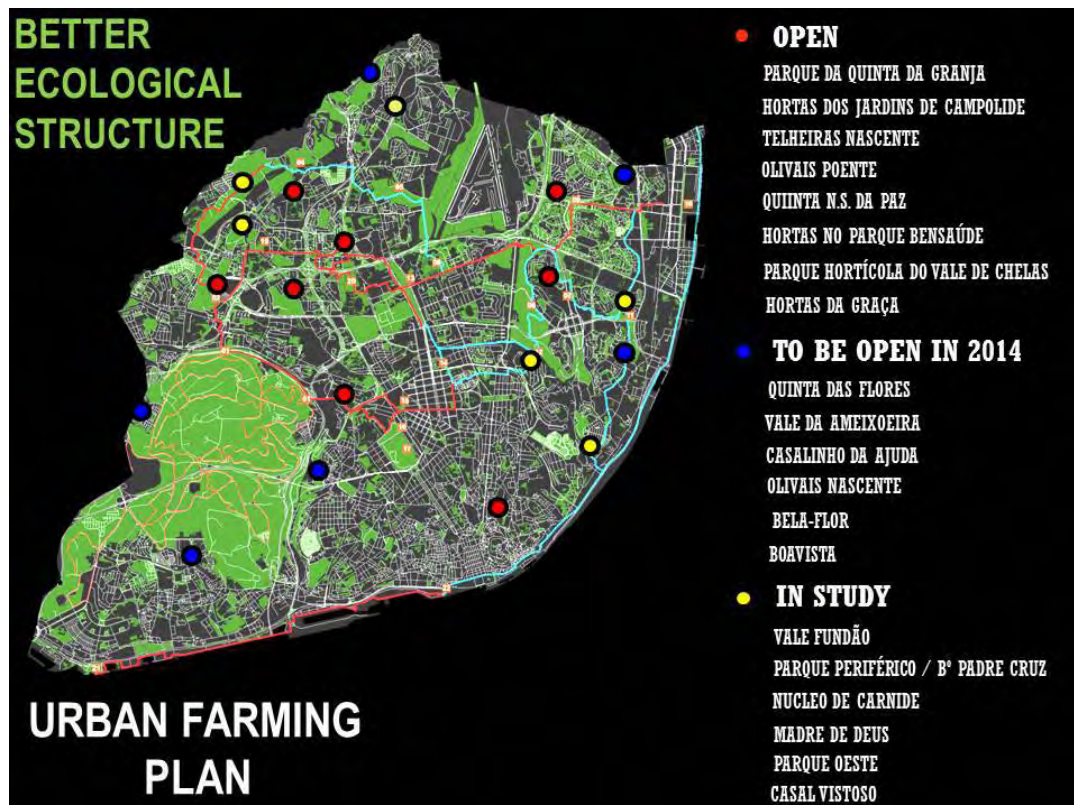 BETTER
ECOLOGICAL
STRUCTURE
URBAN FARMING
PLAN
OPEN
PARQUE DA QUINTA DA GRANJA
HORTAS DOS JARDINS DE CAMPOLIDE
TELHEIRAS NASCENTE
OLIVAIS POENTE
QUIINTA N.S. DA PAZ
HORTAS NO PARQUE BENSAÚDE
PARQUE HORTÍCOLA DO VALE DE CHELAS
HORTAS DA GRAÇA
TO BE OPEN IN 2014
QUINTA DAS FLORES
VALE DA AMEIXOEIRA
CASALINHO DA AJUDA
OLIVAIS NASCENTE
BELA-FLOR
BOAVISTA
IN STUDY
VALE FUNDÃO
PARQUE PERIFÉRICO / Bº PADRE CRUZ
NUCLEO DE CARNIDE
MADRE DE DEUS
PARQUE OESTE
CASAL VISTOSO